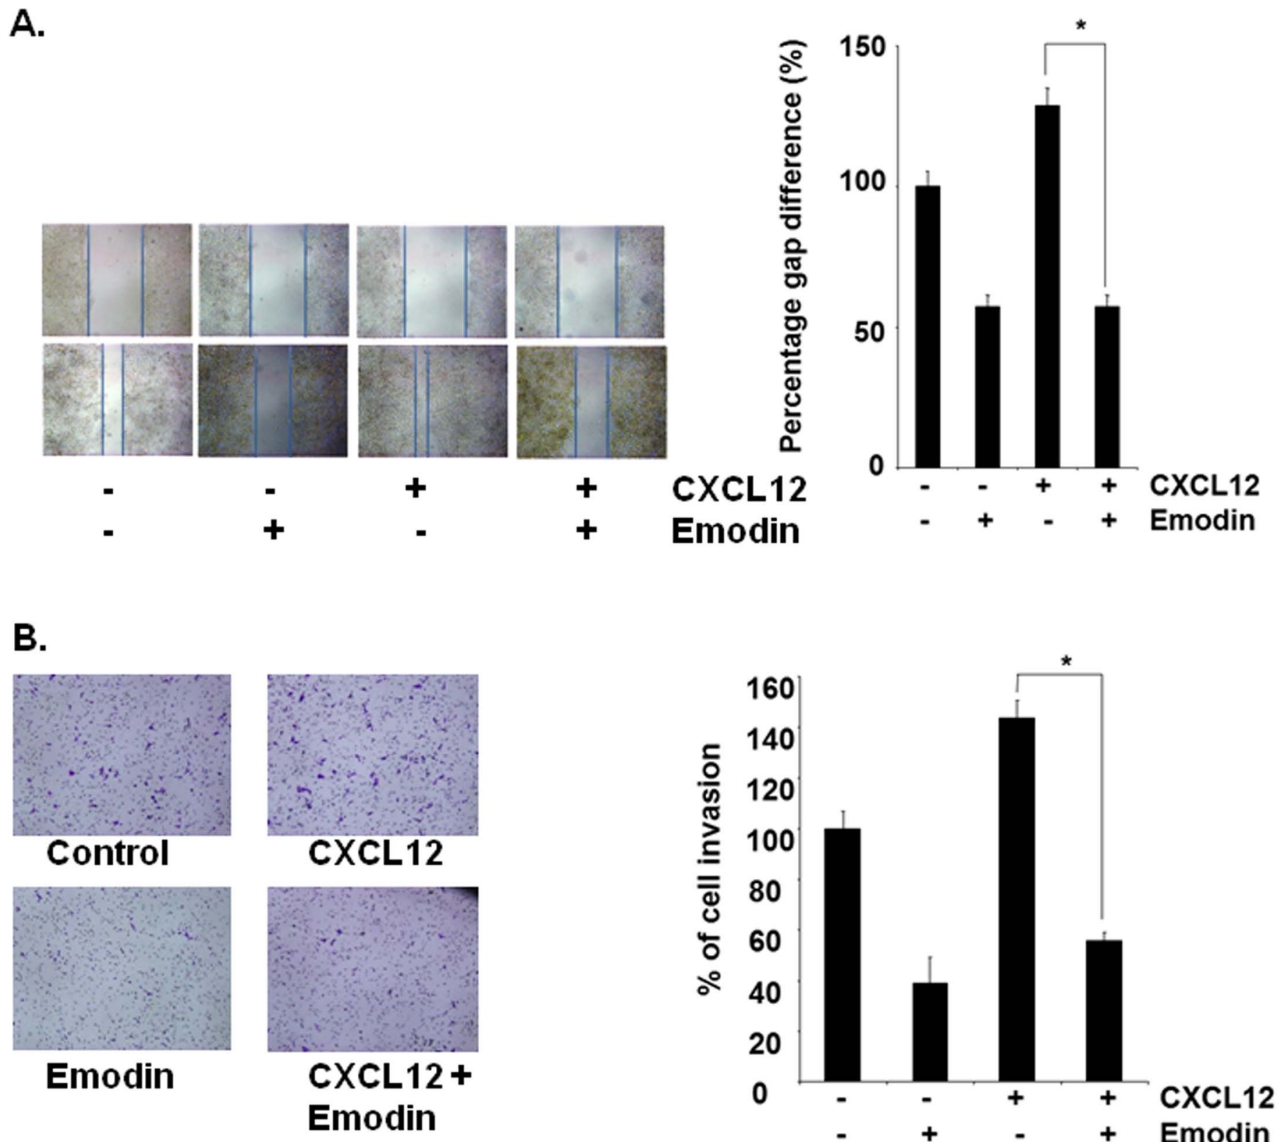 A.
Percentage gap difference (%)
150
100
50
0
*
- - + + CXCL12
- + - + Emodin
- - + + CXCL12
- + - + Emodin
B.
Control
CXCL12
Emodin
CXCL12 +
Emodin
% of cell invasion
160
140
120
100
80
60
40
20
0
*
- - + + CXCL12
- + - + Emodin